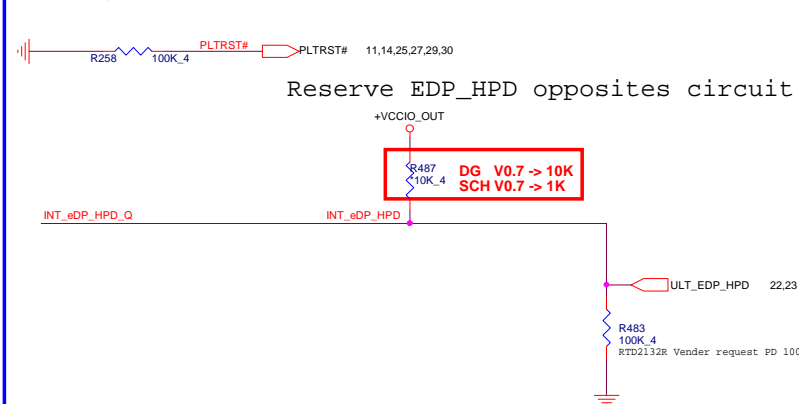 PLTRST#
PLTRST# 11,14,25,27,29,30
R258 100K_4
Reserve EDP_HPD opposites circuit
+VCCIO_OUT
R487 DG V0.7 -> 10K
*10K_4 SCH V0.7 -> 1K
INT_eDP_HPD_Q INT_eDP_HPD
ULT_EDP_HPD 22,23
R483
100K_4
RTD2132R Vender request PD 100